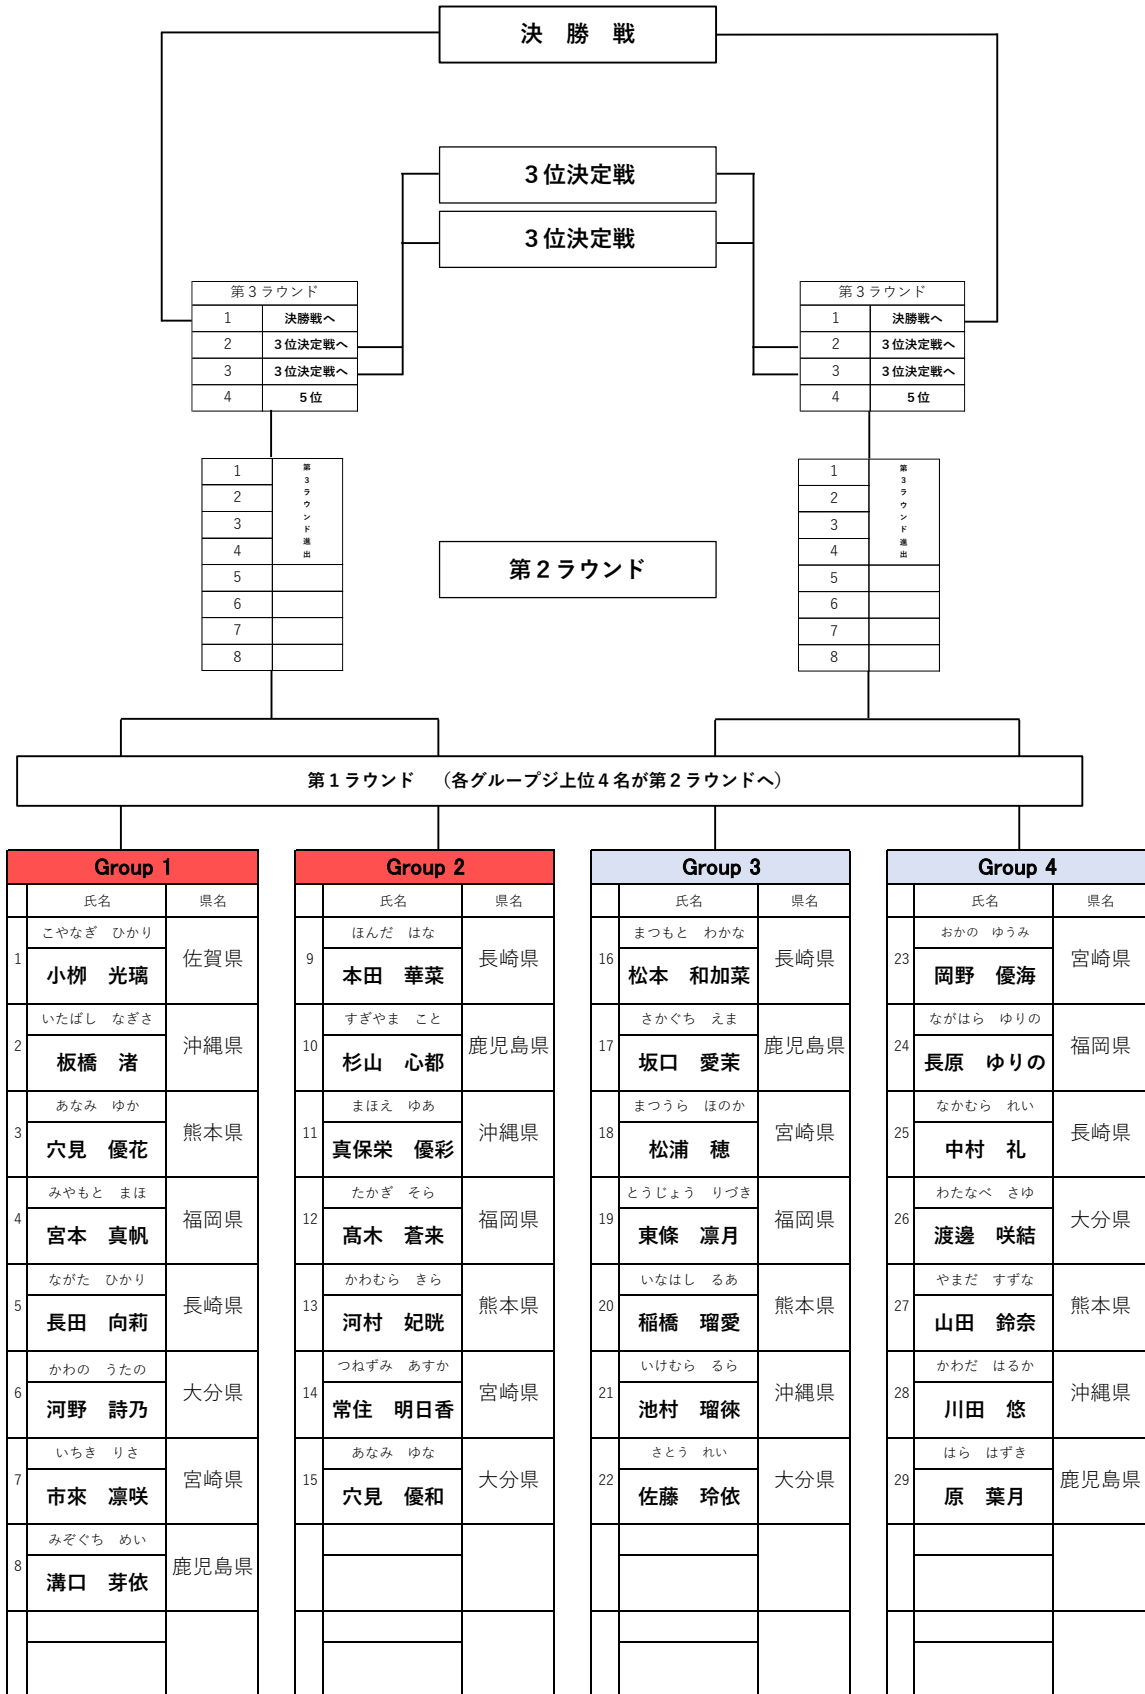 決　勝　戦
３位決定戦
３位決定戦
第３ラウンド
1 決勝戦へ
2 ３位決定戦へ
3 ３位決定戦へ
4 ５位
第３ラウンド
1 決勝戦へ
2 ３位決定戦へ
3 ３位決定戦へ
4 ５位
1
2
3
4
5
6
7
8
第３ラウンド進出
第２ラウンド
1
2
3
4
5
6
7
8
第３ラウンド進出
第１ラウンド　（各グループジ上位４名が第２ラウンドへ）
Group 1
氏名 県名
こやなぎ　ひかり
1 小栁　光璃 佐賀県
いたばし　なぎさ
2 板橋　渚 沖縄県
あなみ　ゆか
3 穴見　優花 熊本県
みやもと　まほ
4 宮本　真帆 福岡県
ながた　ひかり
5 長田　向莉 長崎県
かわの　うたの
6 河野　詩乃 大分県
いちき　りさ
7 市來　凛咲 宮崎県
みぞぐち　めい
8 溝口　芽依 鹿児島県
Group 2
氏名 県名
ほんだ　はな
9 本田　華菜 長崎県
すぎやま　こと
10 杉山　心都 鹿児島県
まほえ　ゆあ
11 真保栄　優彩 沖縄県
たかぎ　そら
12 髙木　蒼来 福岡県
かわむら　きら
13 河村　妃晄 熊本県
つねずみ　あすか
14 常住　明日香 宮崎県
あなみ　ゆな
15 穴見　優和 大分県
Group 3
氏名 県名
まつもと　わかな
16 松本　和加菜 長崎県
さかぐち　えま
17 坂口　愛茉 鹿児島県
まつうら　ほのか
18 松浦　穂 宮崎県
とうじょう　りづき
19 東條　凛月 福岡県
いなはし　るあ
20 稲橋　瑠愛 熊本県
いけむら　るら
21 池村　瑠徠 沖縄県
さとう　れい
22 佐藤　玲依 大分県
Group 4
氏名 県名
おかの　ゆうみ
23 岡野　優海 宮崎県
ながはら　ゆりの
24 長原　ゆりの 福岡県
なかむら　れい
25 中村　礼 長崎県
わたなべ　さゆ
26 渡邊　咲結 大分県
やまだ　すずな
27 山田　鈴奈 熊本県
かわだ　はるか
28 川田　悠 沖縄県
はら　はずき
29 原　葉月 鹿児島県